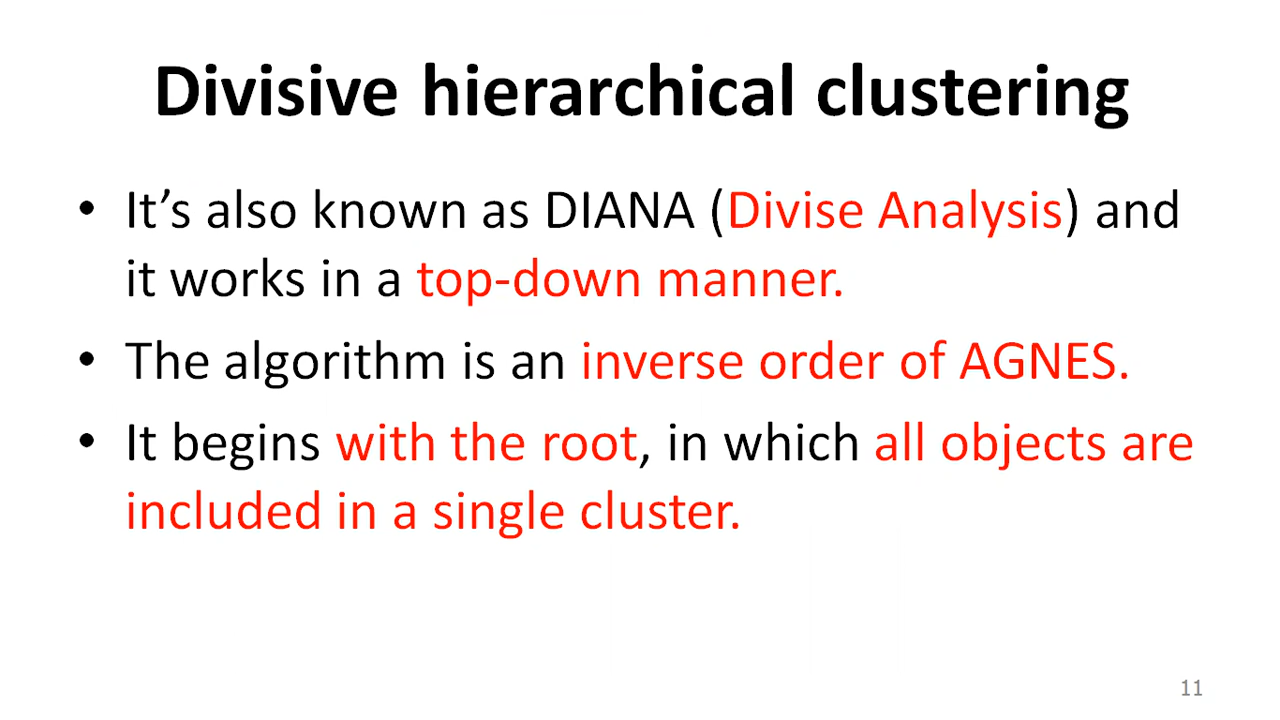 Divisive hierarchical clustering
• It’s also known as DIANA (Divise Analysis) and
it works in a top-down manner.
• The algorithm is an inverse order of AGNES.
• It begins with the root, in which all objects are
included in a single cluster.
11